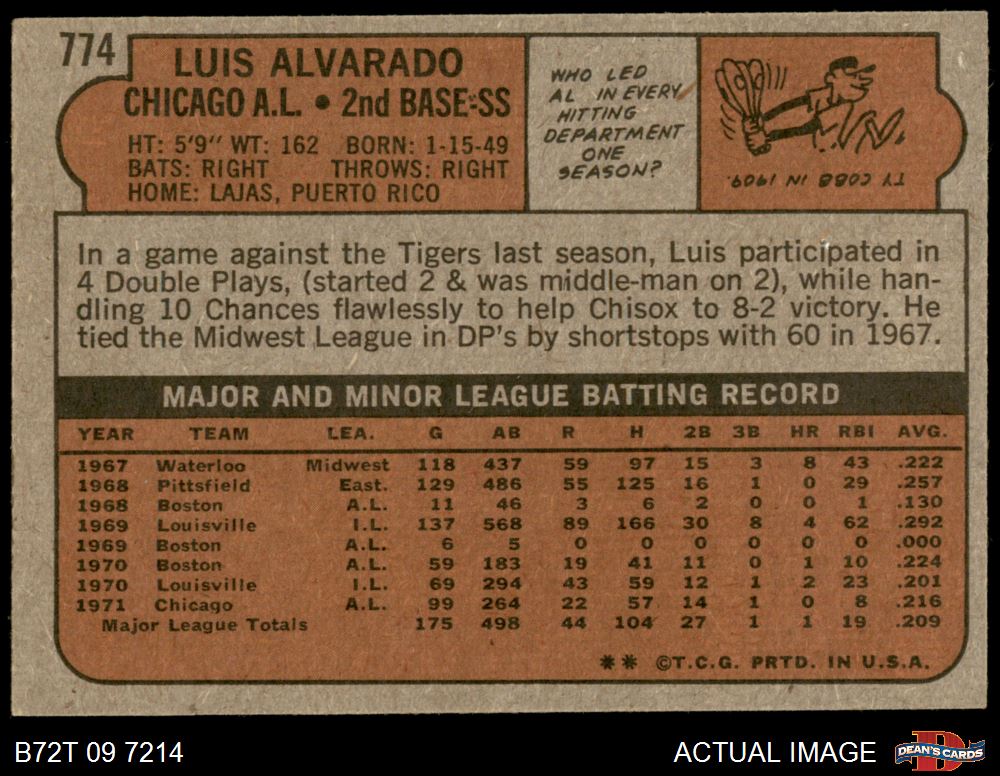 774
LUIS ALVARADO
CHICAGO A.L. • 2nd BASE-SS
HT: 5'9" WT: 162 BORN: 1-15-49
BATS: RIGHT THROWS: RIGHT
HOME: LAJAS, PUERTO RICO
WHO LED
AL IN EVERY
HITTING
DEPARTMENT
ONE
SEASON?
TY COBB IN 1909.
In a game against the Tigers last season, Luis participated in
4 Double Plays, (started 2 & was middle-man on 2), while han-
dling 10 Chances flawlessly to help Chisox to 8-2 victory. He
tied the Midwest League in DP's by shortstops with 60 in 1967.
MAJOR AND MINOR LEAGUE BATTING RECORD
YEAR TEAM LEA. G AB R H 2B 3B HR RBI AVG.
1967 Waterloo Midwest 118 437 59 97 15 3 8 43 .222
1968 Pittsfield East. 129 486 55 125 16 1 0 29 .257
1968 Boston A.L. 11 46 3 6 2 0 0 1 .130
1969 Louisville I.L. 137 568 89 166 30 8 4 62 .292
1969 Boston A.L. 6 5 0 0 0 0 0 0 .000
1970 Boston A.L. 59 183 19 41 11 0 1 10 .224
1970 Louisville I.L. 69 294 43 59 12 1 2 23 .201
1971 Chicago A.L. 99 264 22 57 14 1 0 8 .216
Major League Totals 175 498 44 104 27 1 1 19 .209
** ©T.C.G. PRTD. IN U.S.A.
B72T 09 7214
ACTUAL IMAGE
DEAN'S CARDS